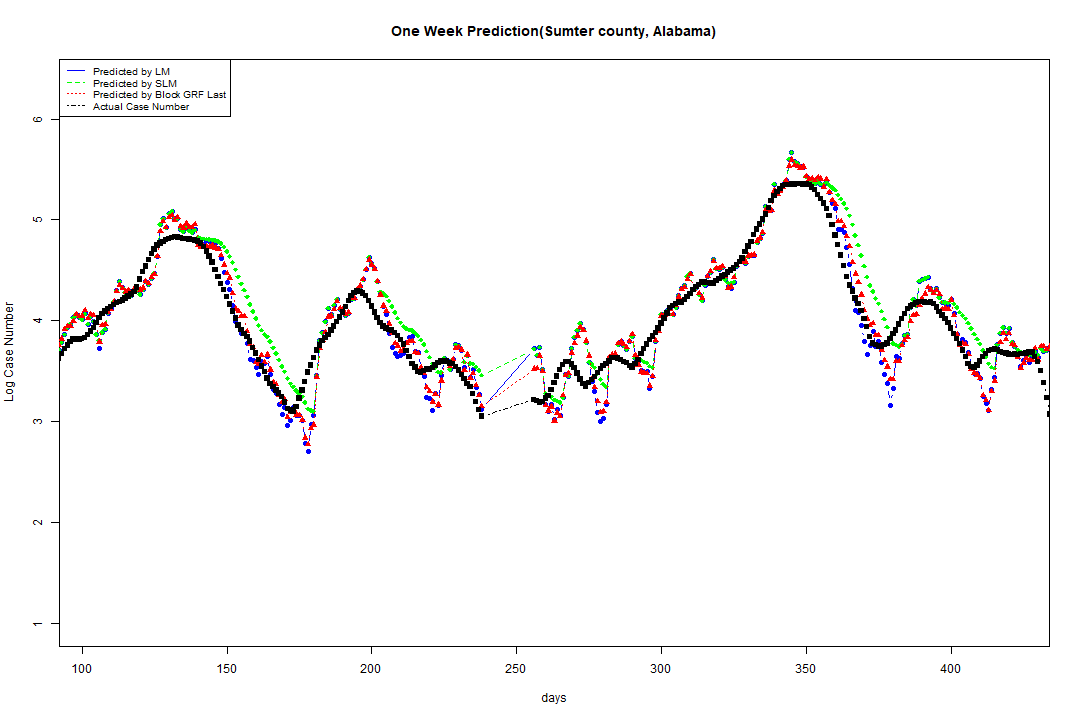 One Week Prediction(Sumter county, Alabama)
Predicted by LM
Predicted by SLM
Predicted by Block GRF Last
Actual Case Number
Log Case Number
6
5
4
3
2
1
100 150 200 250 300 350 400
days